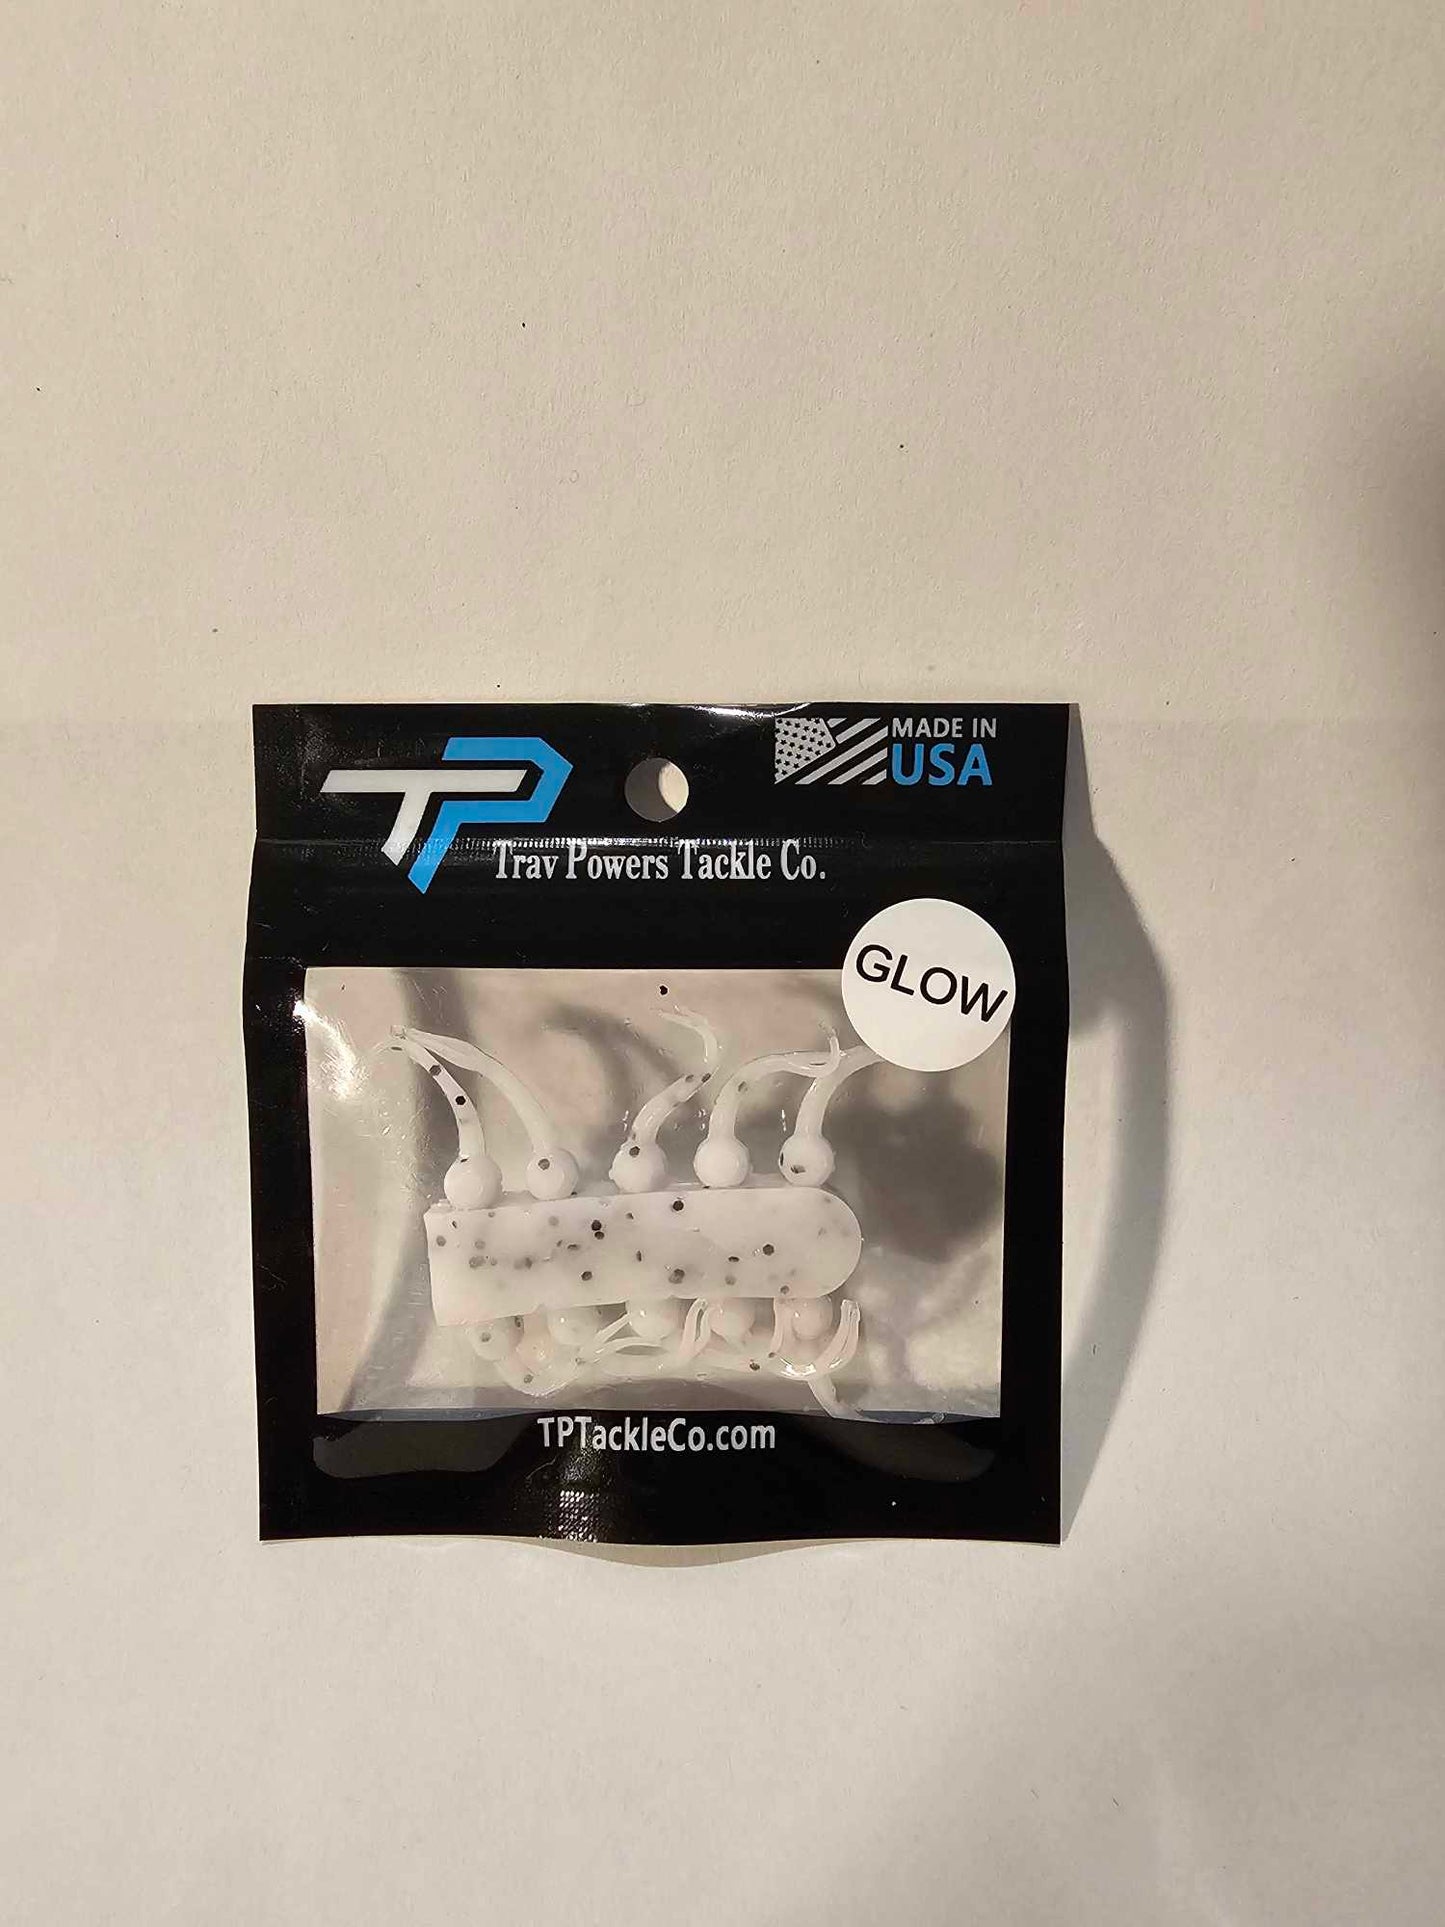 TP
MADE IN
USA
Trav Powers Tackle Co.
GLOW
TPTackleCo.com